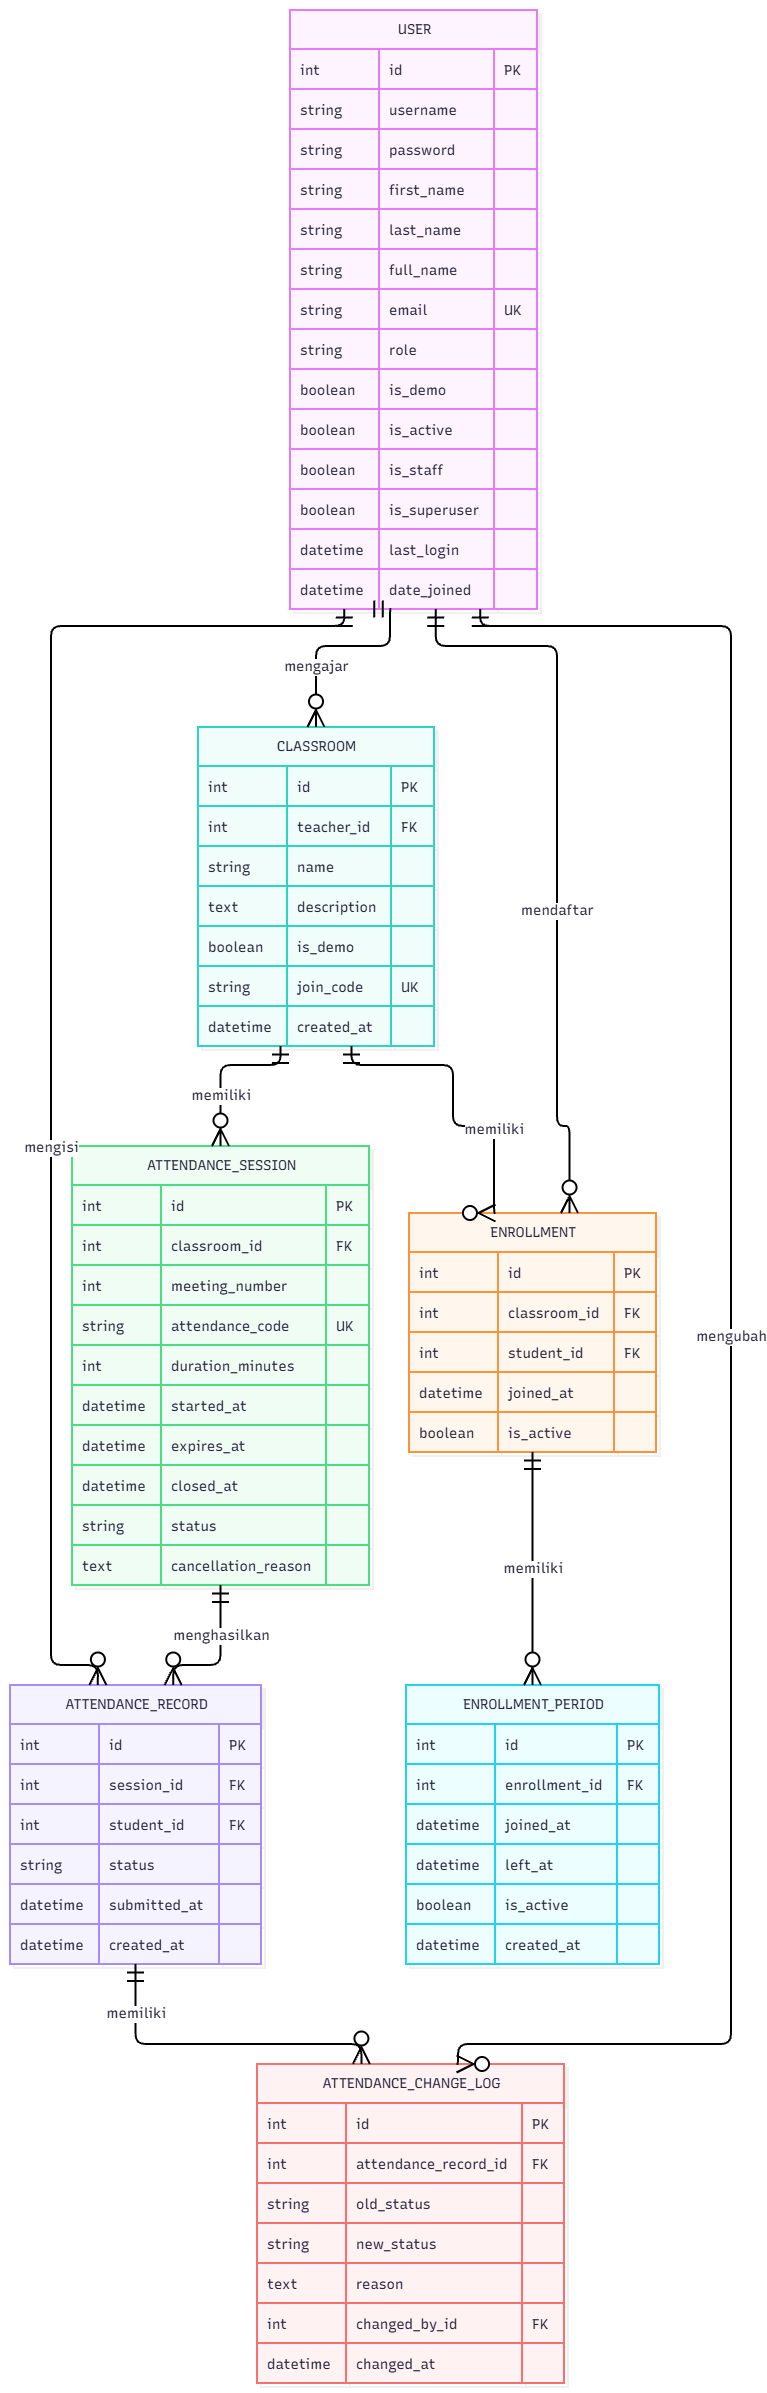 USER
int id PK
string username
string password
string first_name
string last_name
string full_name
string email UK
string role
boolean is_demo
boolean is_active
boolean is_staff
boolean is_superuser
datetime last_login
datetime date_joined
mengajar
CLASSROOM
int id PK
int teacher_id FK
string name
text description
boolean is_demo
string join_code UK
datetime created_at
mendaftar
memiliki
memiliki
mengisi
ATTENDANCE_SESSION
int id PK
int classroom_id FK
int meeting_number
string attendance_code UK
int duration_minutes
datetime started_at
datetime expires_at
datetime closed_at
string status
text cancellation_reason
ENROLLMENT
int id PK
int classroom_id FK
int student_id FK
datetime joined_at
boolean is_active
mengubah
memiliki
menghasilkan
ATTENDANCE_RECORD
int id PK
int session_id FK
int student_id FK
string status
datetime submitted_at
datetime created_at
ENROLLMENT_PERIOD
int id PK
int enrollment_id FK
datetime joined_at
datetime left_at
boolean is_active
datetime created_at
memiliki
ATTENDANCE_CHANGE_LOG
int id PK
int attendance_record_id FK
string old_status
string new_status
text reason
int changed_by_id FK
datetime changed_at